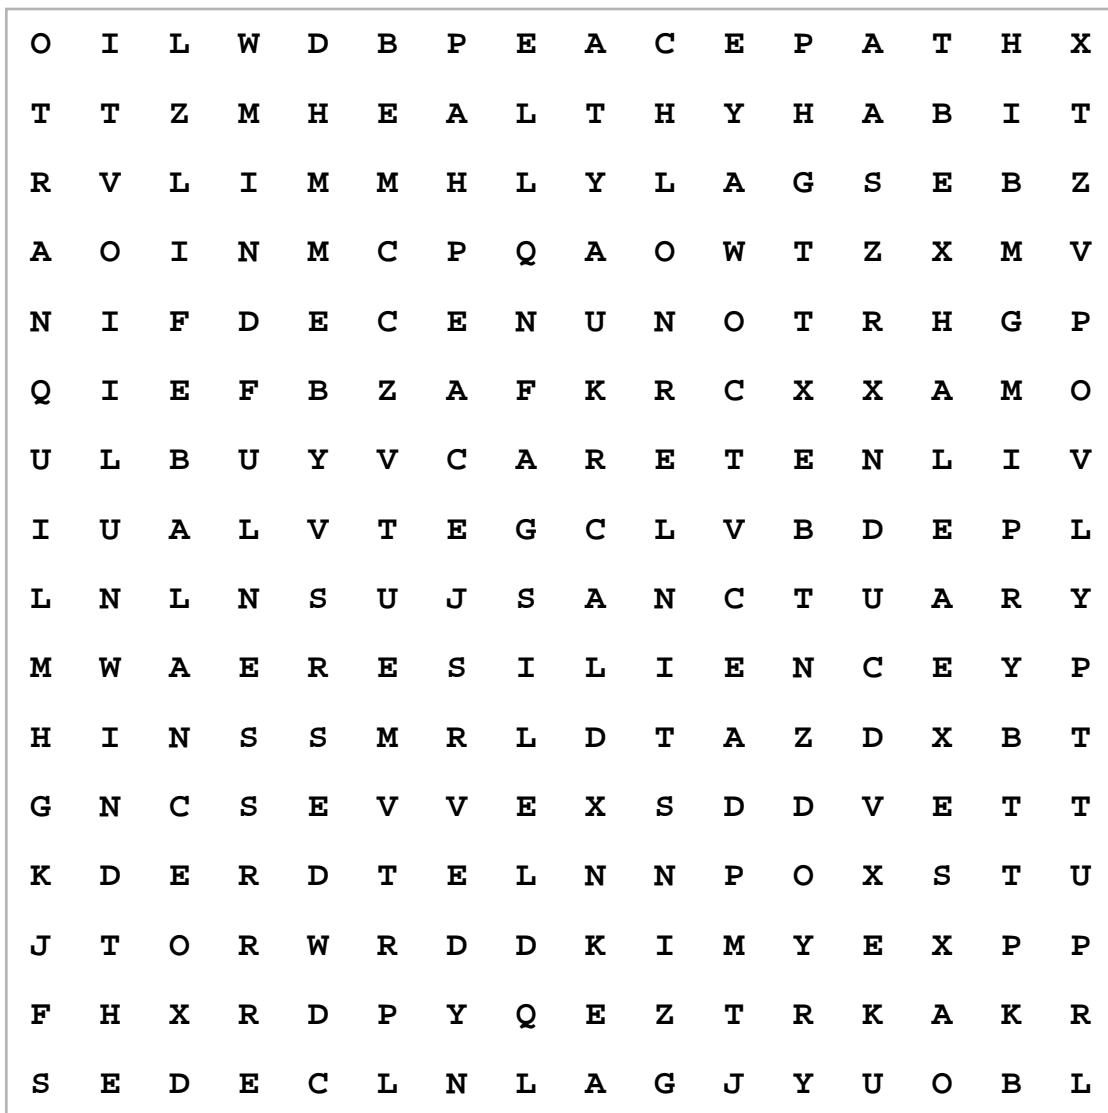 O I L W D B P E A C E P A T H X
T T Z M H E A L T H Y H A B I T
R V L I M M H L Y L A G S E B Z
A O I N M C P Q A O W T Z X M V
N I F D E C E N U N O T R H G P
Q I E F B Z A F K R C X X A M O
U L B U Y V C A R E T E N L I V
I U A L V T E G C L V B D E P L
L N L N S U J S A N C T U A R Y
M W A E R E S I L I E N C E Y P
H I N S S M R L D T A Z D X B T
G N C S E V V E X S D D V E T T
K D E R D T E L N N P O X S T U
J T O R W R D D K I M Y E X P P
F H X R D P Y Q E Z T R K A K R
S E D E C L N L A G J Y U O B L